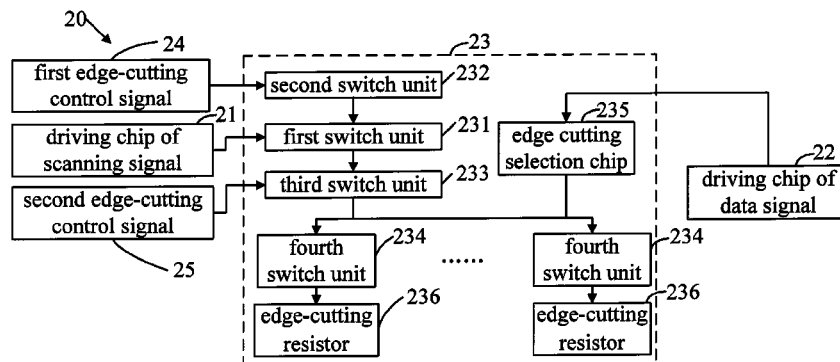 20
24
23
first edge-cutting
control signal
second switch unit
232
21
driving chip of
scanning signal
first switch unit
231
235
edge cutting
selection chip
22
driving chip of
data signal
third switch unit
233
second edge-cutting
control signal
25
fourth
switch unit
234
......
fourth
switch unit
234
edge-cutting
resistor
236
edge-cutting
resistor
236